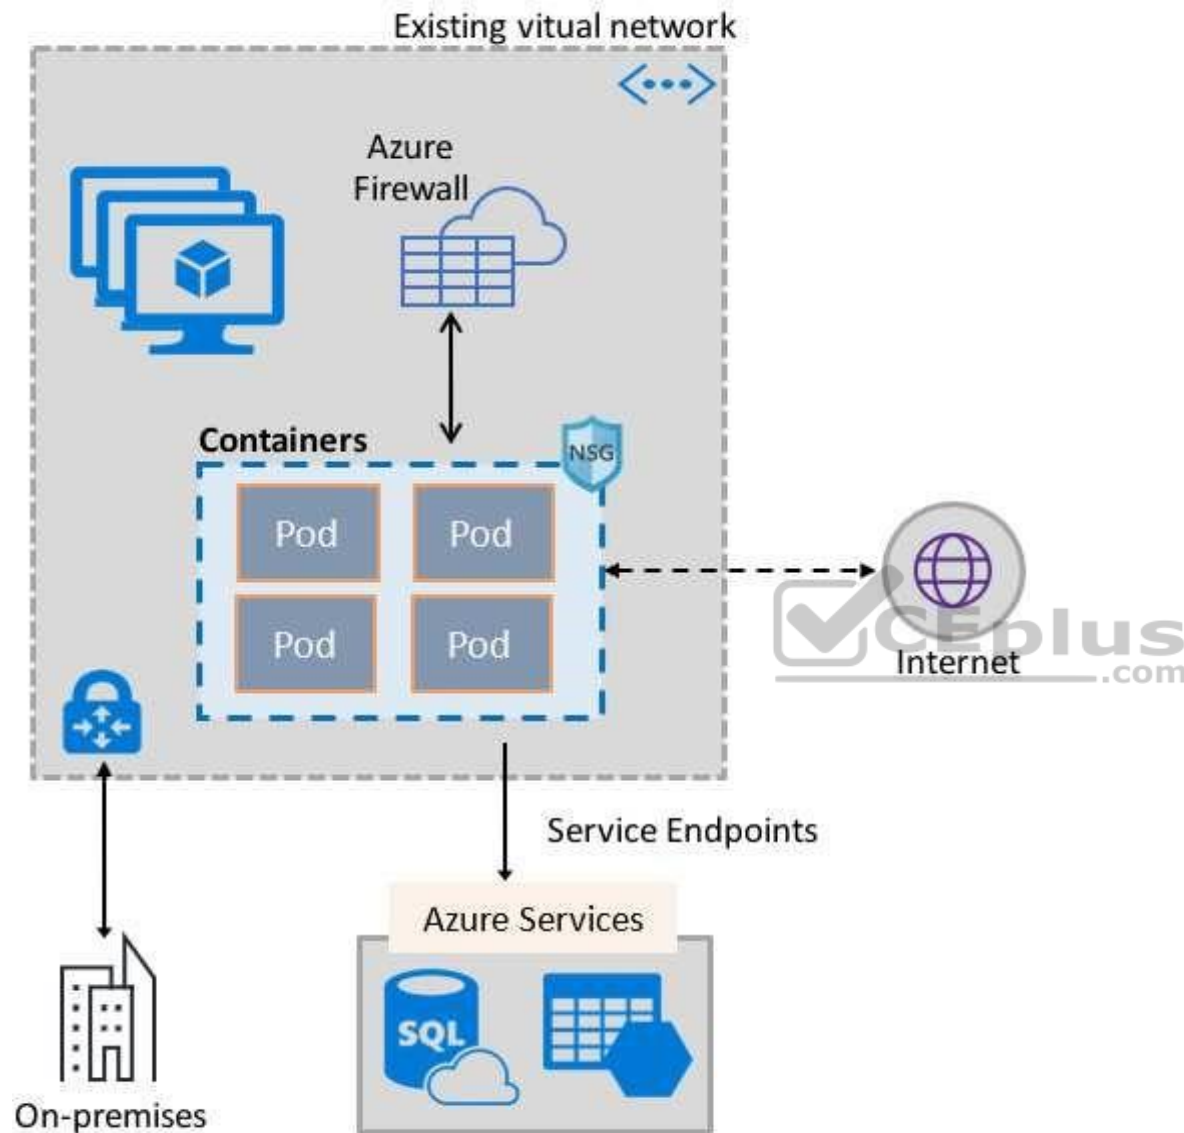 Existing vitual network
Azure
Firewall
Containers
NSG
Pod
Pod
Pod
Pod
CEplus
.com
Internet
Service Endpoints
Azure Services
SQL
On-premises